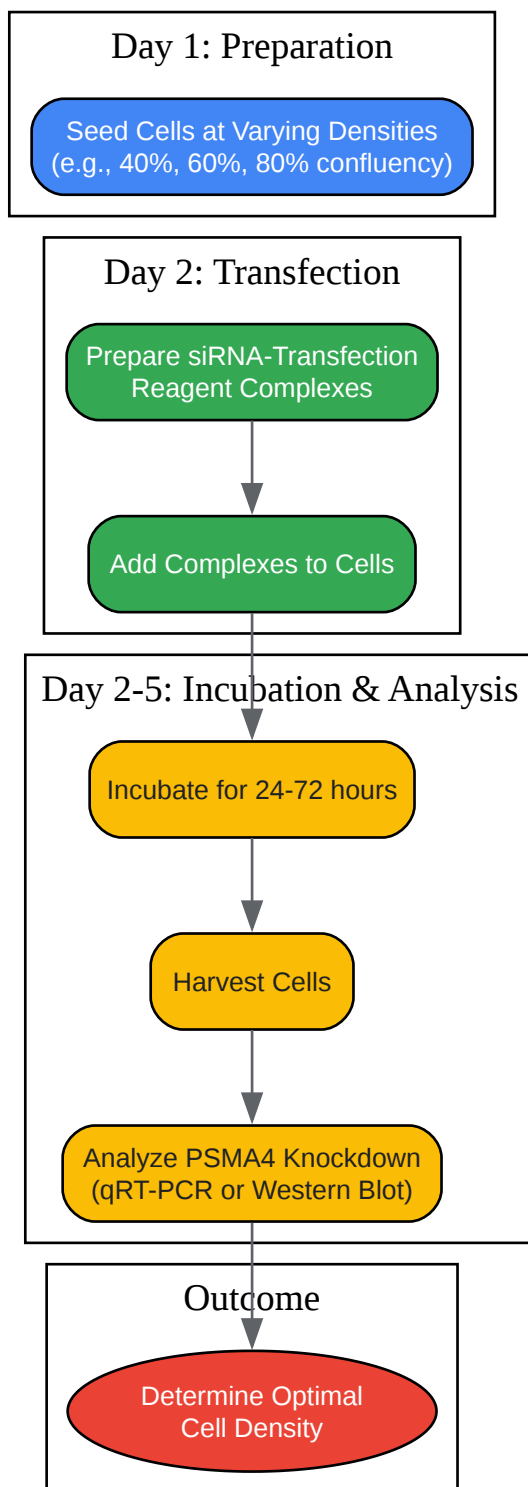 Day 1: Preparation
Seed Cells at Varying Densities
(e.g., 40%, 60%, 80% confluency)
Day 2: Transfection
Prepare siRNA-Transfection
Reagent Complexes
Add Complexes to Cells
Day 2-5: Incubation & Analysis
Incubate for 24-72 hours
Harvest Cells
Analyze PSMA4 Knockdown
(qRT-PCR or Western Blot)
Outcome
Determine Optimal
Cell Density